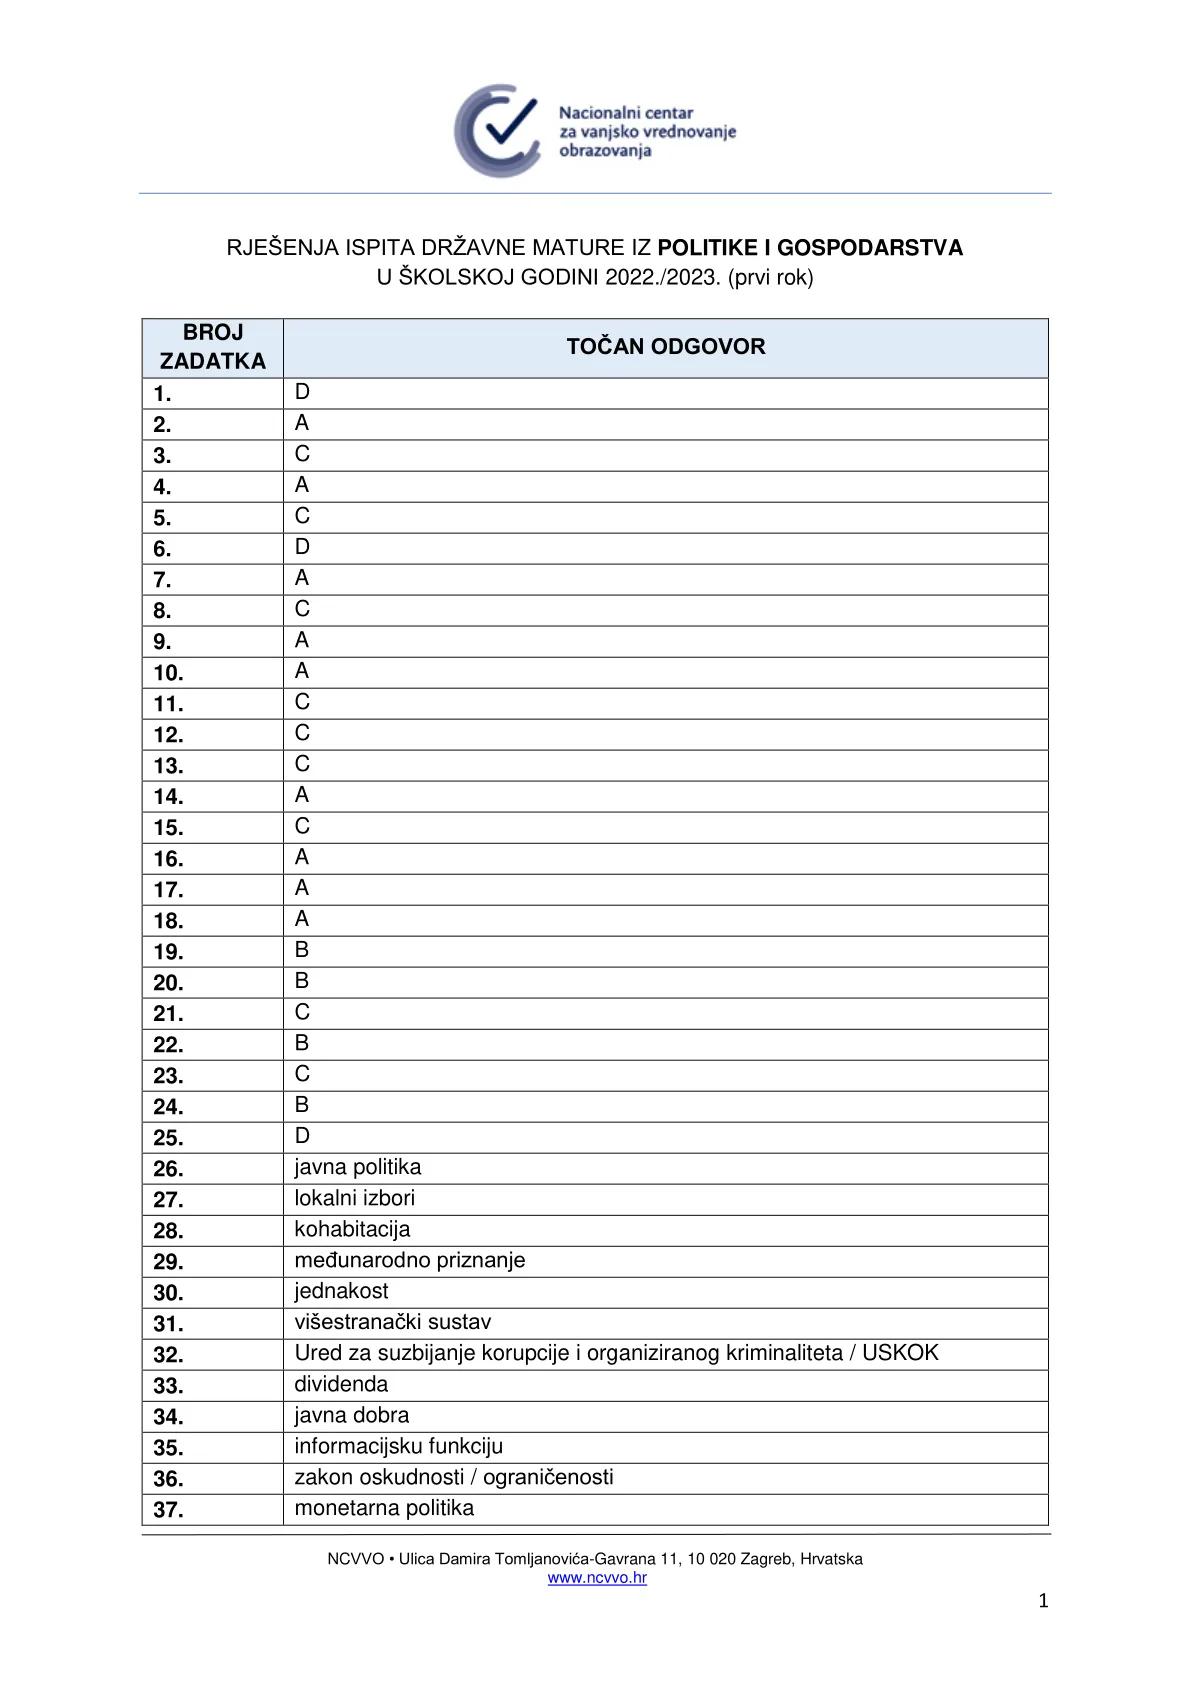 Nacionalni centar
za vanjsko vrednovanje
obrazovanja
RJEŠENJA ISPITA DRŽAVNE MATURE IZ POLITIKE I GOSPODARSTVA
U ŠKOLSKOJ GODINI 2022./2023. (prvi rok)
BROJ ZADATKA TOČAN ODGOVOR
1. D
2. A
3. C
4. A
5. C
6. D
7. A
8. C
9. A
10. A
11. C
12. C
13. C
14. A
15. C
16. A
17. A
18. A
19. B
20. B
21. C
22. B
23. C
24. B
25. D
26. javna politika
27. lokalni izbori
28. kohabitacija
29. međunarodno priznanje
30. jednakost
31. višestranački sustav
32. Ured za suzbijanje korupcije i organiziranog kriminaliteta / USKOK
33. dividenda
34. javna dobra
35. informacijsku funkciju
36. zakon oskudnosti / ograničenosti
37. monetarna politika
NCVVO • Ulica Damira Tomljanovića-Gavrana 11, 10 020 Zagreb, Hrvatska
www.ncvvo.hr
1